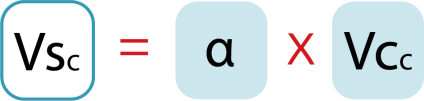 Vsc = α x Vcc